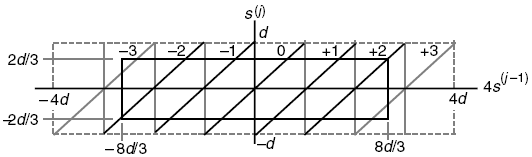 s(j)
d
−3 −2 −1 0 +1 +2 +3
2d/3
−4d
4s(j−1)
4d
−2d/3
−d
−8d/3
8d/3